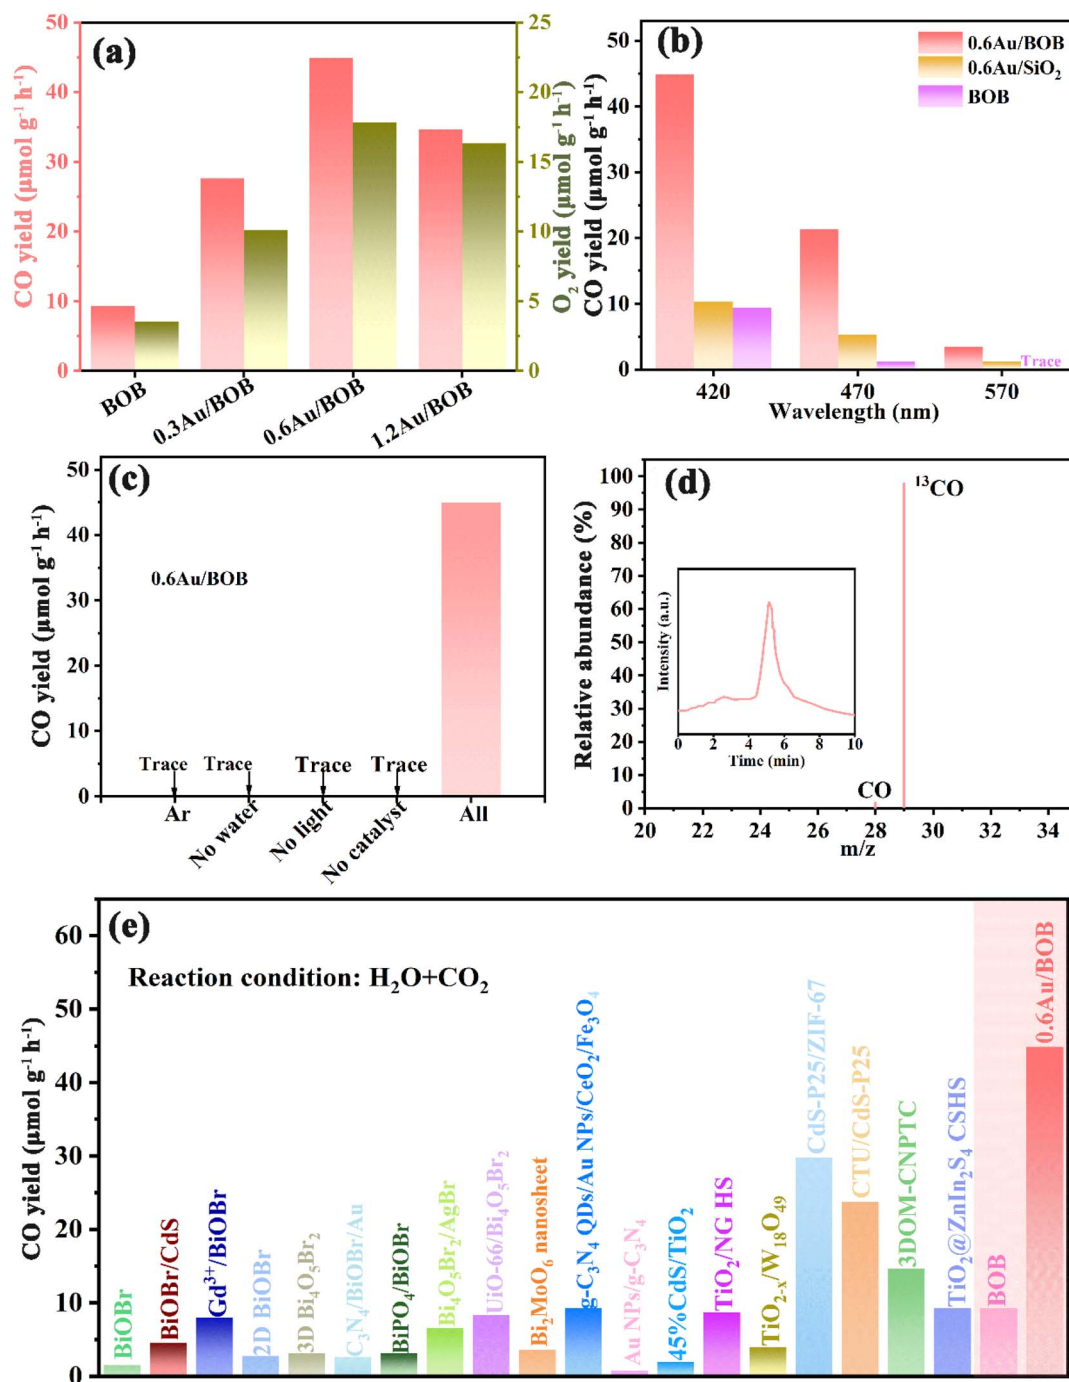 (a)
CO yield (μmol g⁻¹ h⁻¹)
50
40
30
20
10
0
25
20
15
10
5
0
O₂ yield (μmol g⁻¹ h⁻¹)
BOB
0.3Au/BOB
0.6Au/BOB
1.2Au/BOB
(b)
CO yield (μmol g⁻¹ h⁻¹)
50
40
30
20
10
0
0.6Au/BOB
0.6Au/SiO₂
BOB
Trace
420
470
570
Wavelength (nm)
(c)
CO yield (μmol g⁻¹ h⁻¹)
50
40
30
20
10
0
0.6Au/BOB
Trace
Trace
Trace
Trace
Ar
No water
No light
No catalyst
All
(d)
Relative abundance (%)
100
90
80
70
60
50
40
30
20
10
0
¹³CO
CO
Intensity (a.u.)
0 2 4 6 8 10
Time (min)
20 22 24 26 28 30 32 34
m/z
(e)
Reaction condition: H₂O+CO₂
CO yield (μmol g⁻¹ h⁻¹)
60
50
40
30
20
10
0
BiOBr
BiOBr/CdS
Gd³⁺/BiOBr
2D BiOBr
3D Bi₄O₅Br₂
C₃N₄/BiOBr/Au
BiPO₄/BiOBr
Bi₄O₅Br₂/AgBr
UiO-66/Bi₄O₅Br₂
Bi₂MoO₆ nanoshet
g-C₃N₄ QDs/Au NPs/CeO₂/Fe₃O₄
Au NPs/g-C₃N₄
45%CdS/TiO₂
TiO₂/NG HS
TiO₂₋ₓ/W₁₈O₄₉
CdS-P25/ZIF-67
CTU/CdS-P25
3DOM-CNPTC
TiO₂@ZnIn₂S₄ CSHS
BOB
0.6Au/BOB